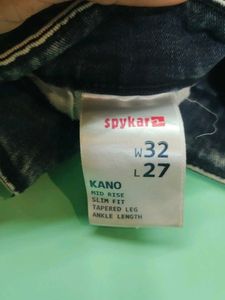 spykar
W32
L27
KANO
MID RISE
SLIM FIT
TAPERED LEG
ANKLE LENGTH